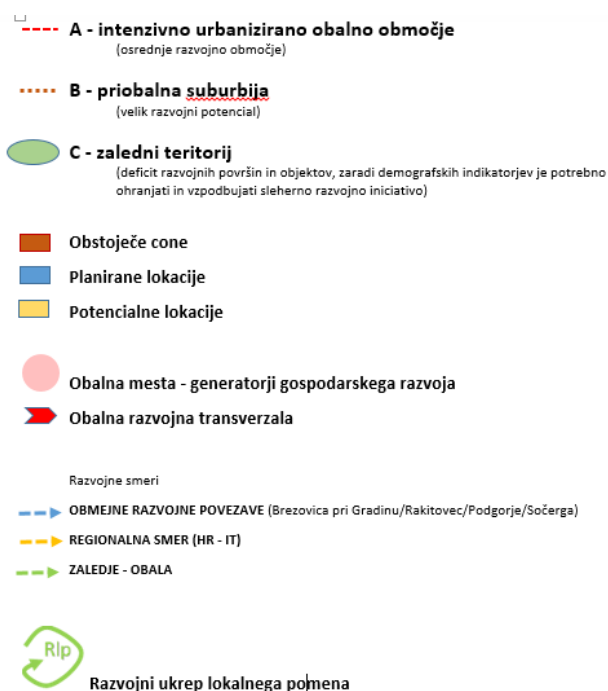 A - intenzivno urbanizirano obalno območje
(osrednje razvojno območje)
B - priobalna suburbija
(velik razvojni potencial)
C - zaledni teritorij
(deficit razvojnih površin in objektov, zaradi demografskih indikatorjev je potrebno
ohranjati in vzpodbujati sleherno razvojno iniciativo)
Obstoječe cone
Planirane lokacije
Potencialne lokacije
Obalna mesta - generatorji gospodarskega razvoja
Obalna razvojna transverzala
Razvojne smeri
OBMEJNE RAZVOJNE POVEZAVE (Brezovica pri Gradinu/Rakitovec/Podgorje/Sočerga)
REGIONALNA SMER (HR - IT)
ZALEDJE - OBALA
Rlp
Razvojni ukrep lokalnega pomena